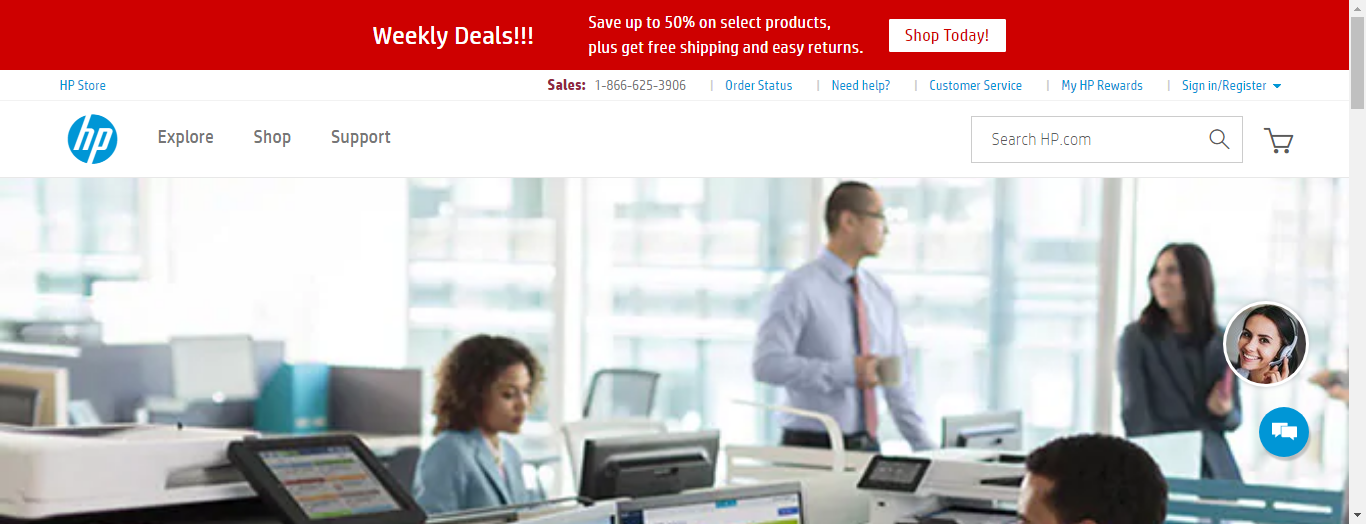 Weekly Deals!!!
Save up to 50% on select products,
plus get free shipping and easy returns.
Shop Today!
HP Store
Sales: 1-866-625-3906 | Order Status | Need help? | Customer Service | My HP Rewards | Sign in/Register
hp
Explore
Shop
Support
Search HP.com